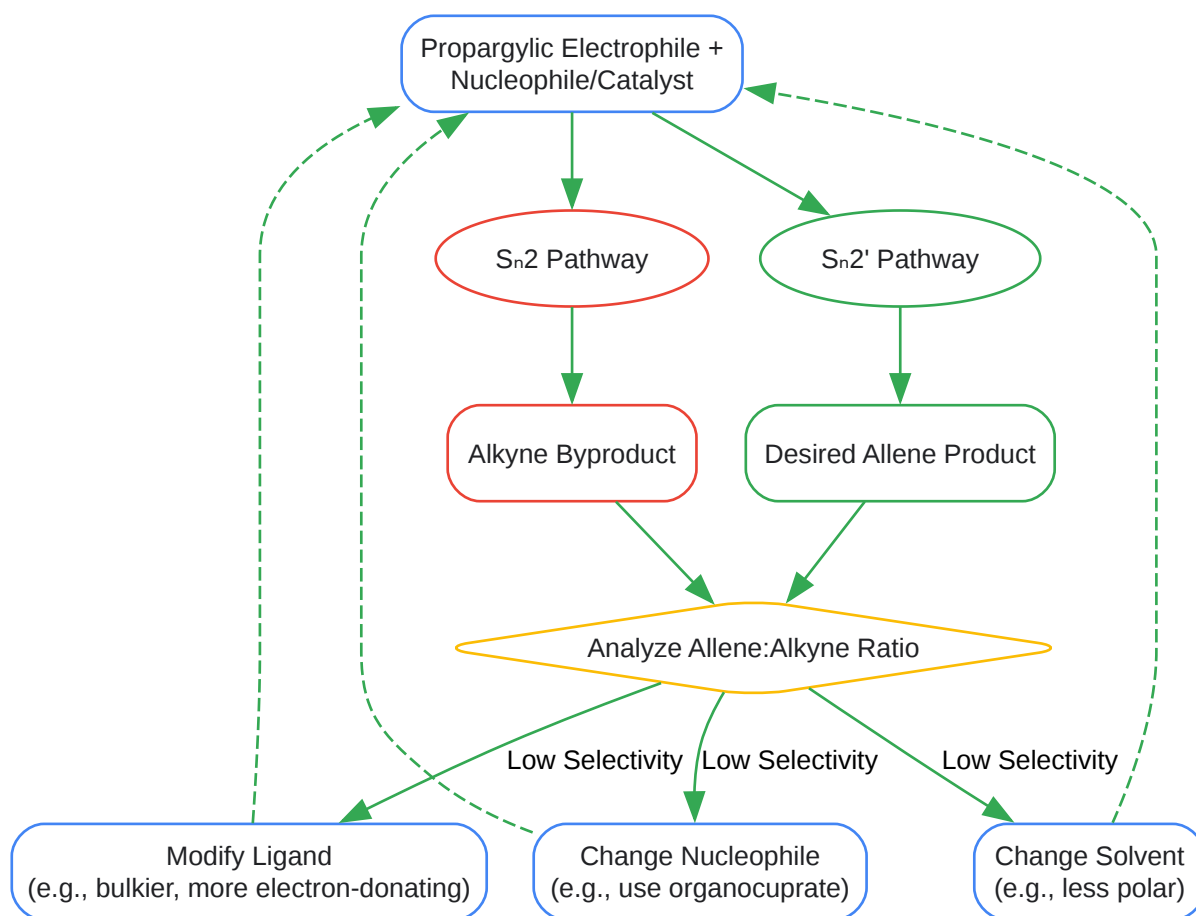 Propargylic Electrophile +
Nucleophile/Catalyst
Sₙ2 Pathway
Sₙ2' Pathway
Alkyne Byproduct
Desired Allene Product
Analyze Allene:Alkyne Ratio
Low Selectivity
Low Selectivity
Low Selectivity
Modify Ligand
(e.g., bulkier, more electron-donating)
Change Nucleophile
(e.g., use organocuprate)
Change Solvent
(e.g., less polar)